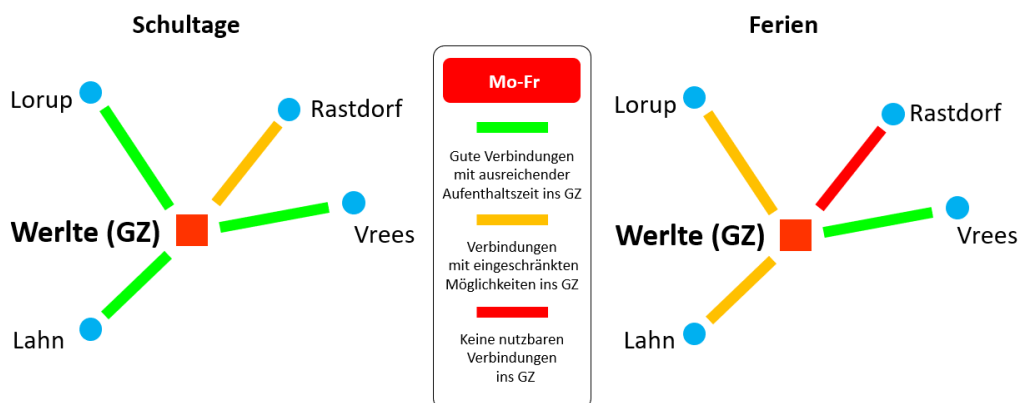 Schultage
Lorup
Rastdorf
Werlte (GZ)
Vrees
Lahn
Mo-Fr
Gute Verbindungen
mit ausreichender
Aufenthaltszeit ins GZ
Verbindungen
mit eingeschränkten
Möglichkeiten ins GZ
Keine nutzbaren
Verbindungen
ins GZ
Ferien
Lorup
Rastdorf
Werlte (GZ)
Vrees
Lahn